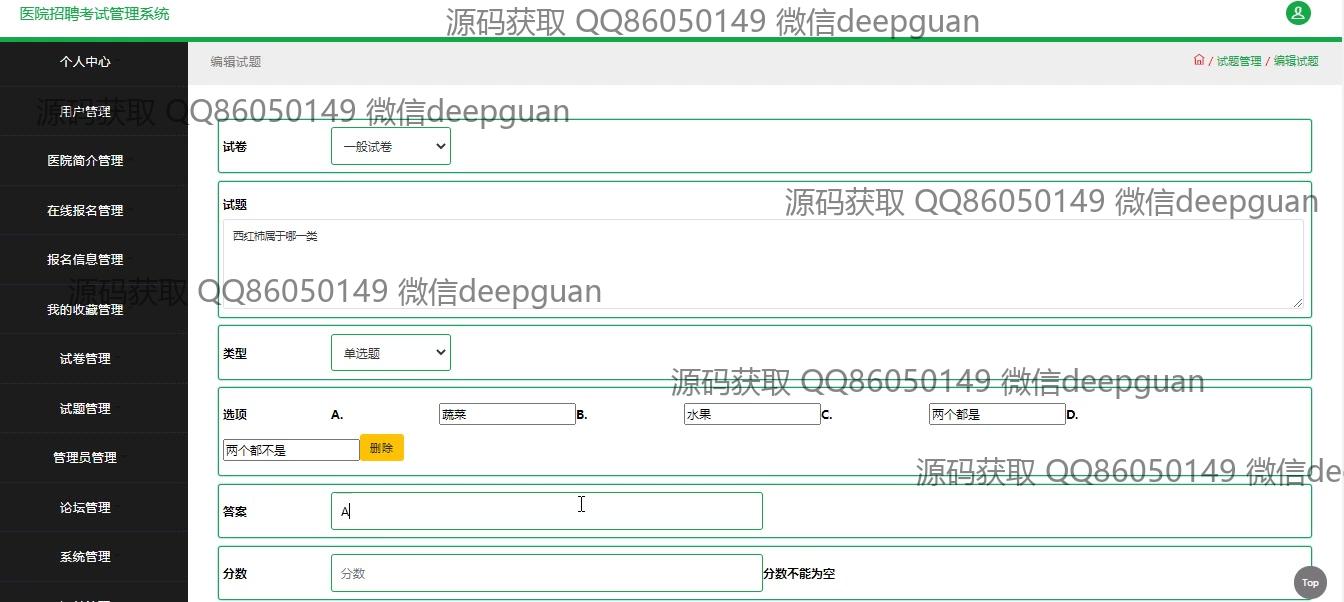 医院招聘考试管理系统
源码获取 QQ86050149 微信deepguan
个人中心
编辑试题
/ 试题管理 / 编辑试题
用户管理
源码获取 QQ86050149 微信deepguan
试卷
一般试卷
医院简介管理
在线报名管理
试题
源码获取 QQ86050149 微信deepguan
西红柿属于哪一类
报名信息管理
源码获取 QQ86050149 微信deepguan
我的收藏管理
试卷管理
类型
单选题
源码获取 QQ86050149 微信deepguan
试题管理
选项
A. 蔬菜 B. 水果 C. 两个都是 D.
两个都不是 删除
管理员管理
源码获取 QQ86050149 微信de
论坛管理
答案
A
系统管理
分数
分数
分数不能为空
Top